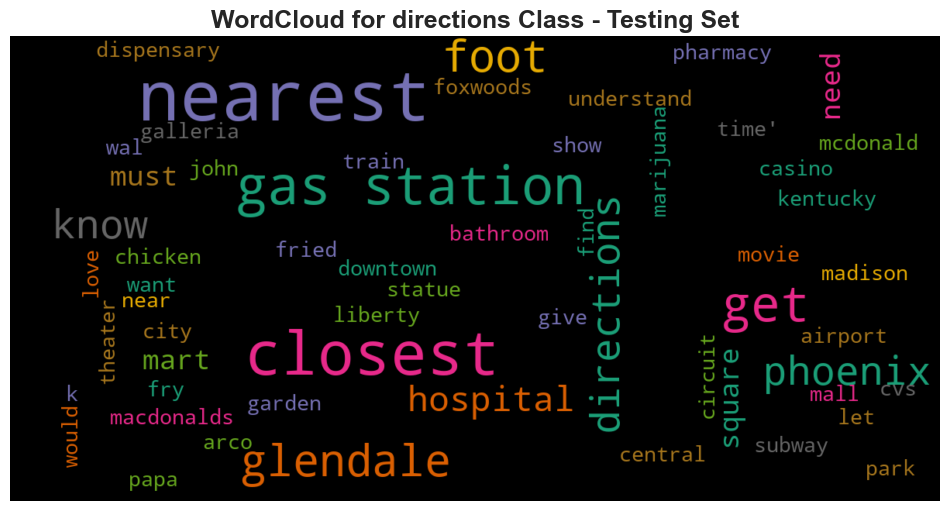 WordCloud for directions Class - Testing Set
dispensary
foot
pharmacy
need
nearest
foxwoods
understand
galleria
time'
marijuana
wal
show
mcdonald
must
john
train
casino
gas station
kentucky
know
bathroom
find
directions
love
chicken
fried
downtown
movie
madison
want
near
statue
theater
city
liberty
give
get
airport
mart
closest
circuit
square
phoenix
k
fry
garden
hospital
mall
cvs
would
macdonalds
let
arco
glendale
central
subway
papa
park